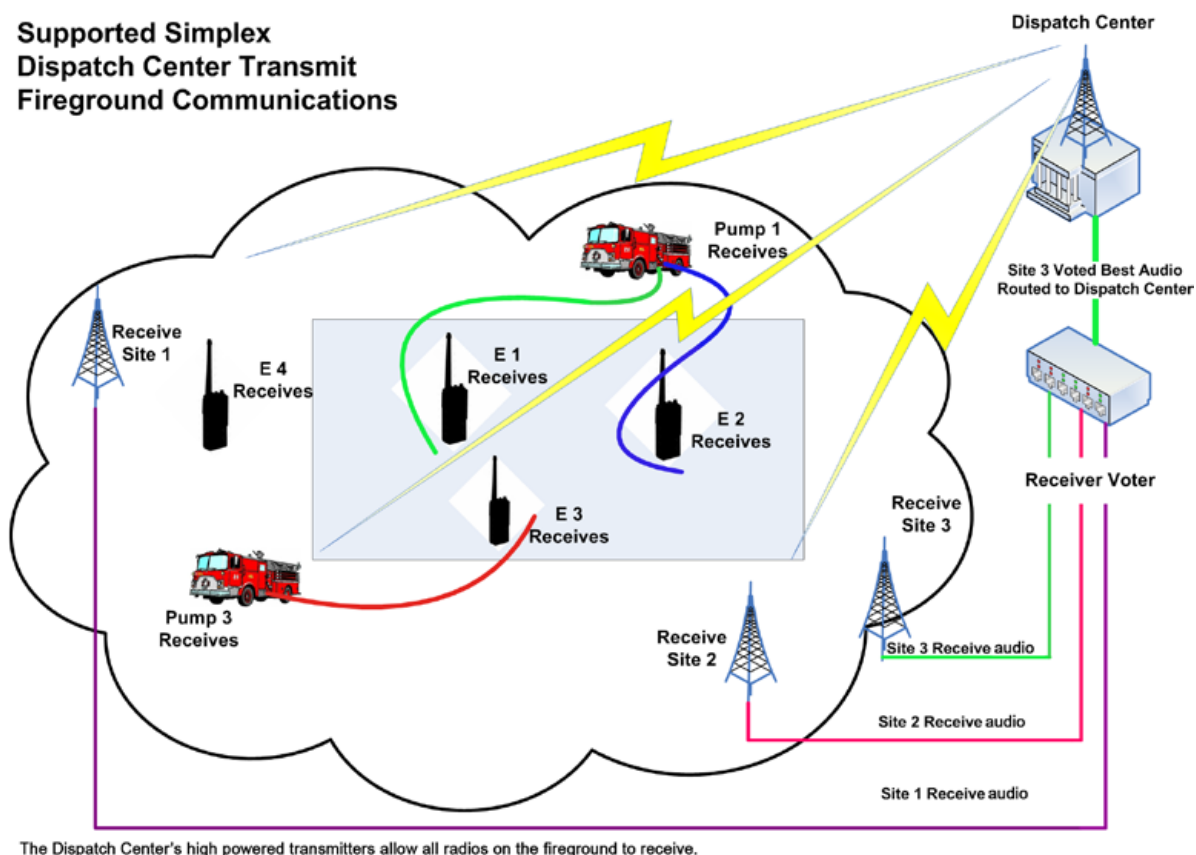 Supported Simplex
Dispatch Center Transmit
Fireground Communications
Dispatch Center
Pump 1
Receives
Site 3 Voted Best Audio
Routed to Dispatch Center
Receive
Site 1
E 4
Receives
E 1
Receives
E 2
Receives
E 3
Receives
Receiver Voter
Receive
Site 3
Pump 3
Receives
Receive
Site 2
Site 3 Receive audio
Site 2 Receive audio
Site 1 Receive audio
The Dispatch Center's high powered transmitters allow all radios on the fireground to receive.